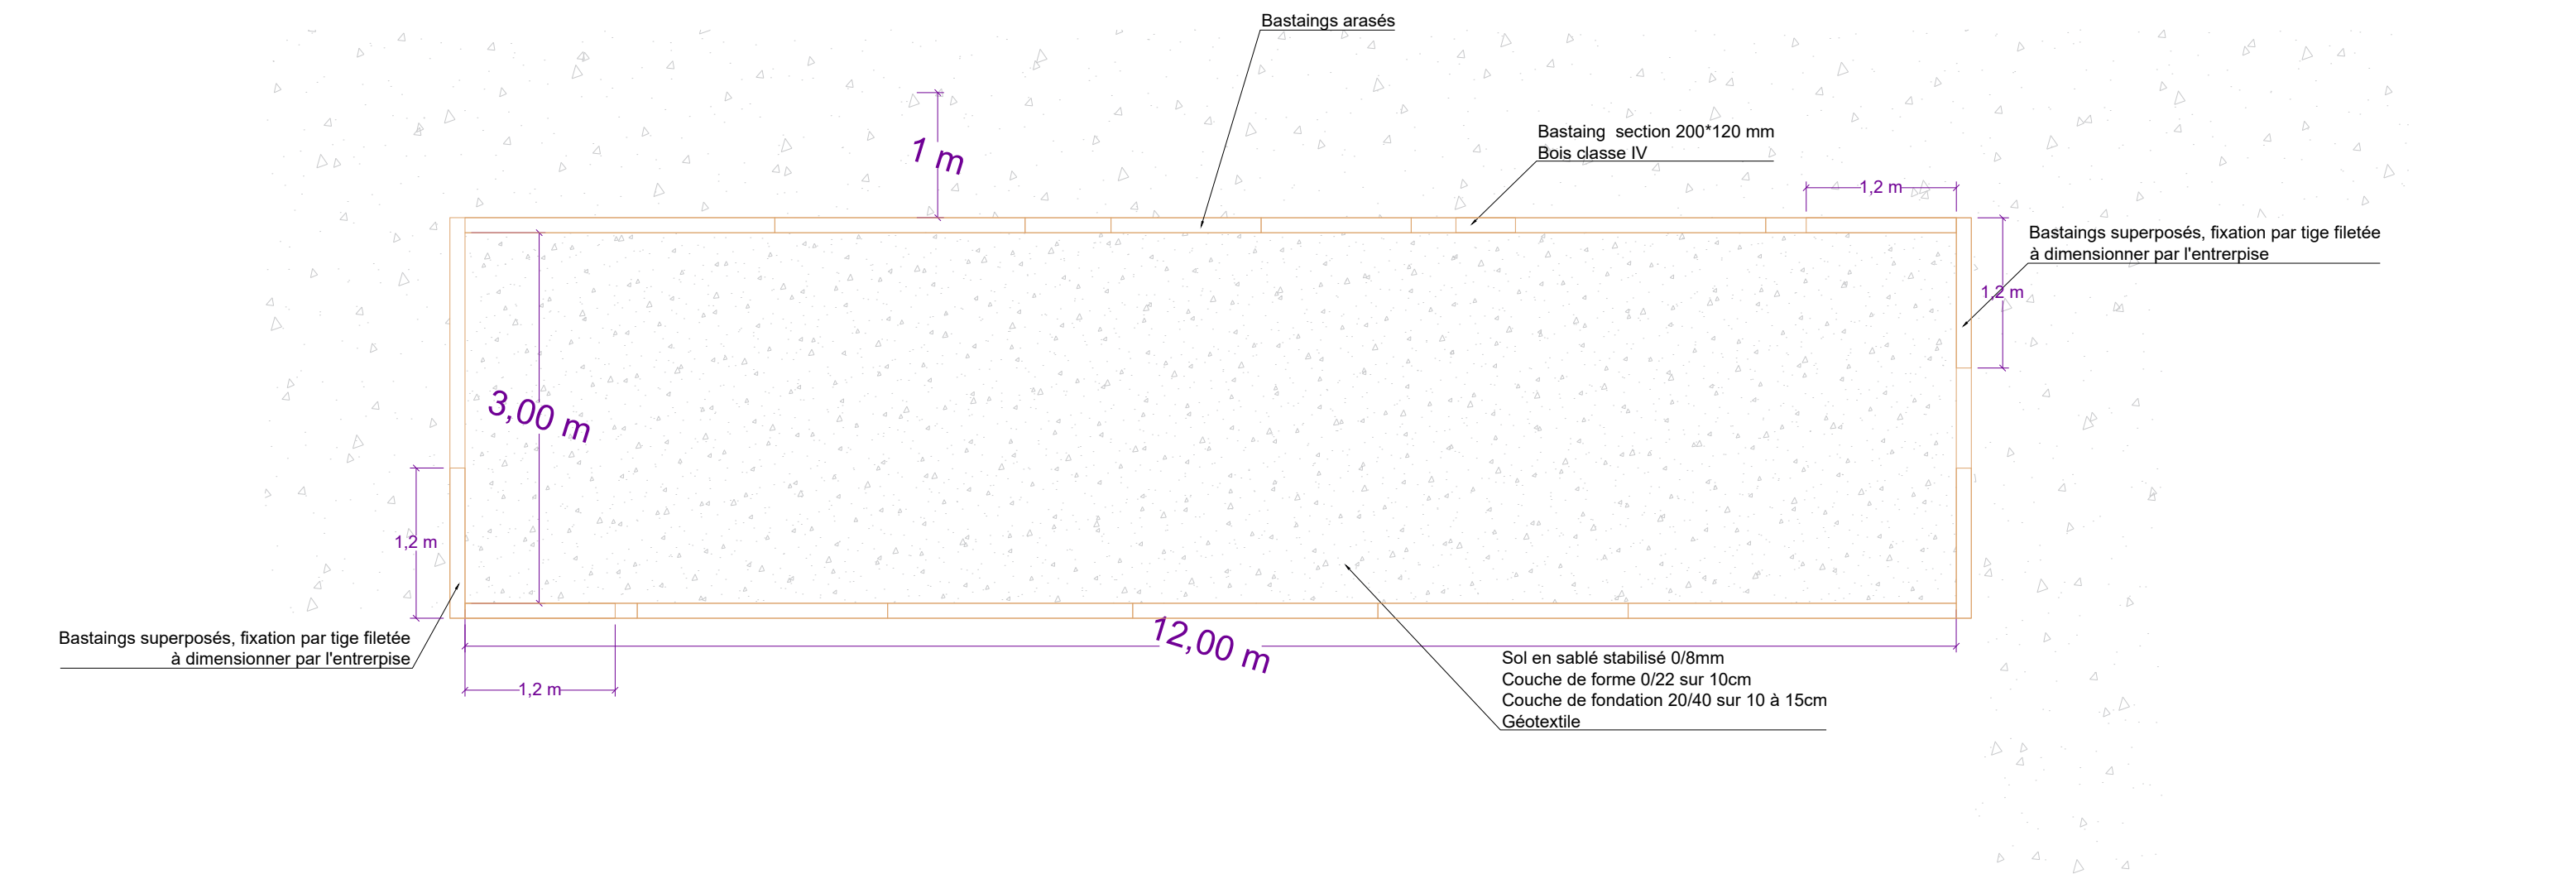 Bastaings arasés
1 m
Bastaing section 200*120 mm
Bois classe IV
1,2 m
Bastaings superposés, fixation par tige filetée
à dimensionner par l'entrerpise
1,2 m
3,00 m
1,2 m
Bastaings superposés, fixation par tige filetée
à dimensionner par l'entrerpise
12,00 m
1,2 m
Sol en sablé stabilisé 0/8mm
Couche de forme 0/22 sur 10cm
Couche de fondation 20/40 sur 10 à 15cm
Géotextile